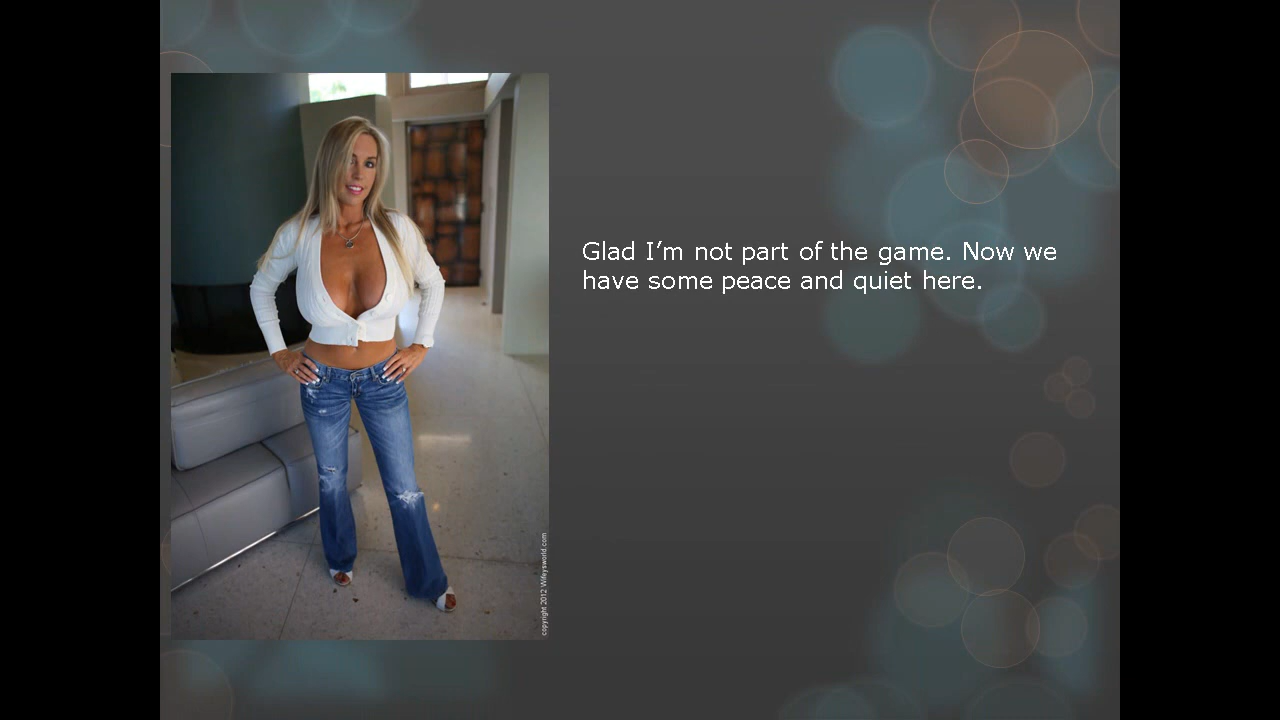 Glad I’m not part of the game. Now we
have some peace and quiet here.
copyright 2012 Wifeysworld.com